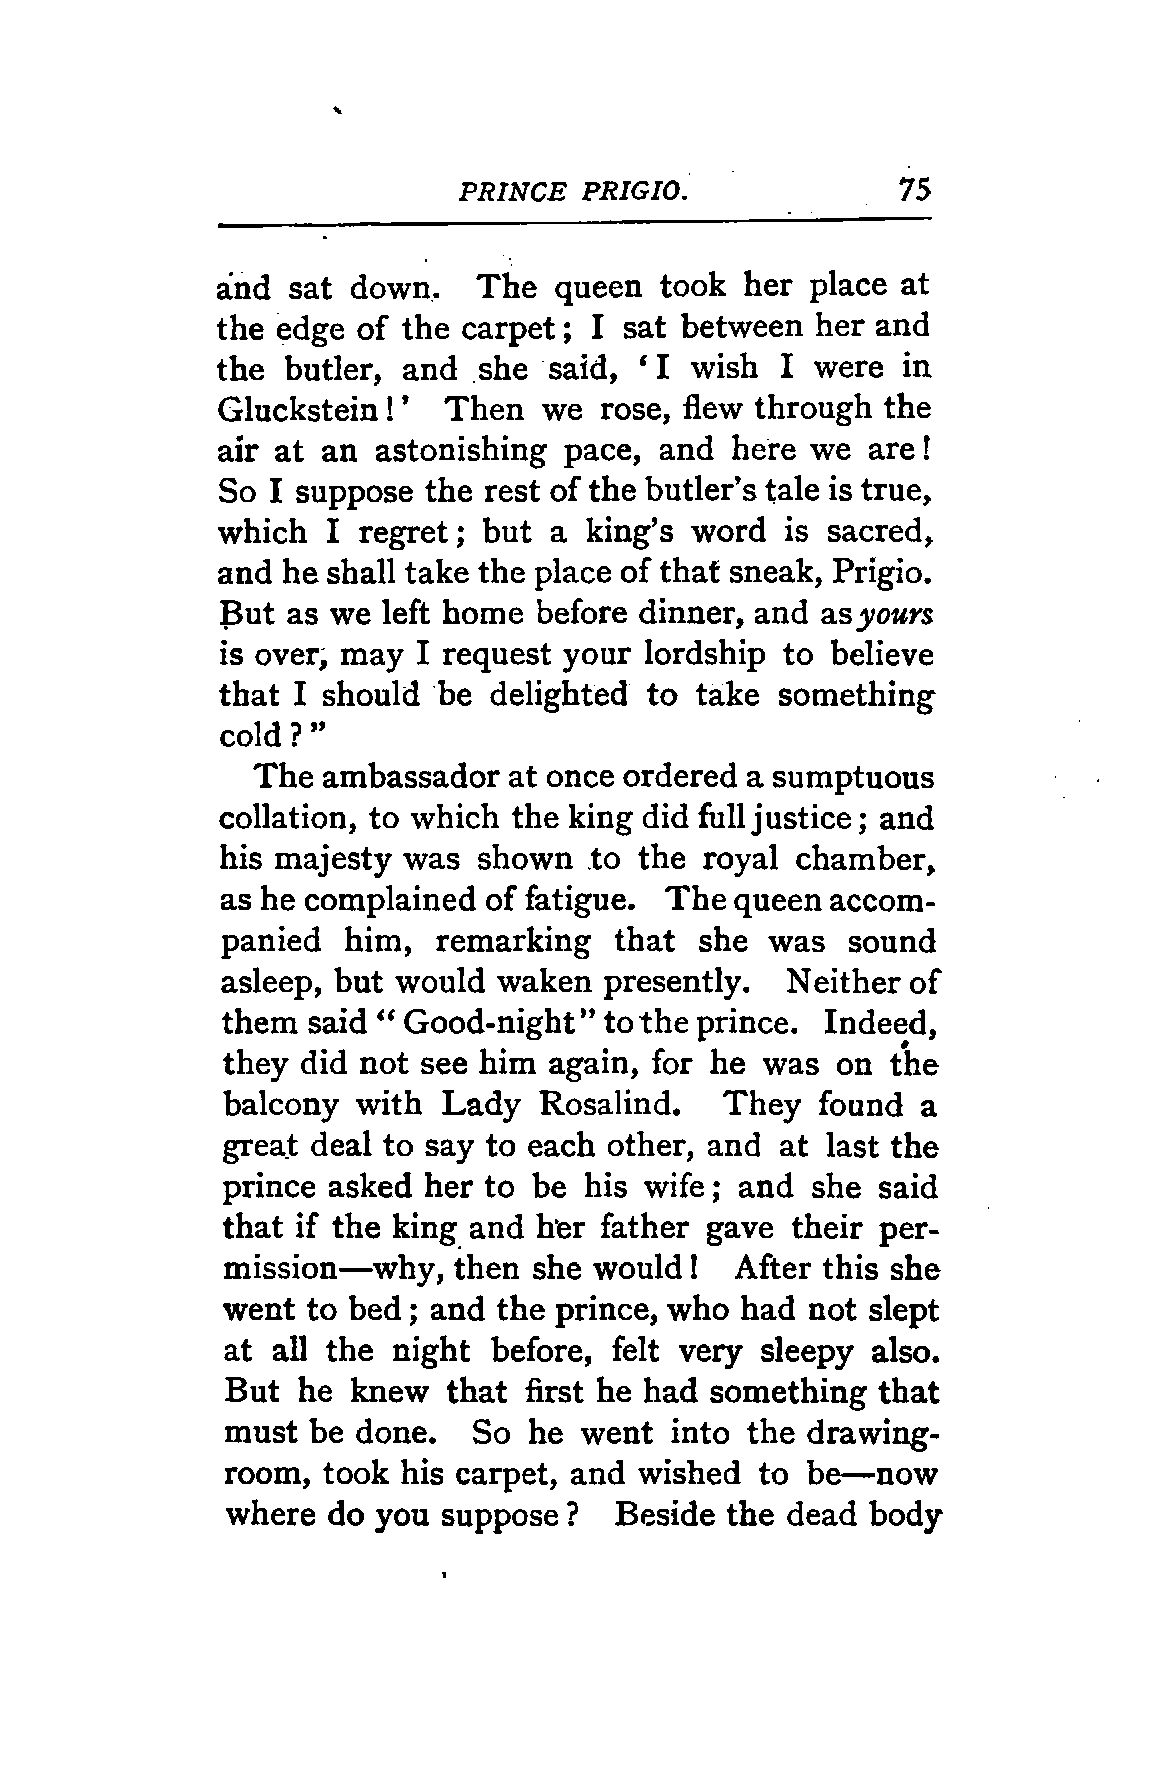 PRINCE PRIGIO. 75
and sat down. The queen took her place at
the edge of the carpet; I sat between her and
the butler, and she said, ‘I wish I were in
Gluckstein!’ Then we rose, flew through the
air at an astonishing pace, and here we are!
So I suppose the rest of the butler’s tale is true,
which I regret; but a king’s word is sacred,
and he shall take the place of that sneak, Prigio.
But as we left home before dinner, and as yours
is over, may I request your lordship to believe
that I should be delighted to take something
cold?”
The ambassador at once ordered a sumptuous
collation, to which the king did full justice; and
his majesty was shown to the royal chamber,
as he complained of fatigue. The queen accom-
panied him, remarking that she was sound
asleep, but would waken presently. Neither of
them said “Good-night” to the prince. Indeed,
they did not see him again, for he was on the
balcony with Lady Rosalind. They found a
great deal to say to each other, and at last the
prince asked her to be his wife; and she said
that if the king and her father gave their per-
mission—why, then she would! After this she
went to bed; and the prince, who had not slept
at all the night before, felt very sleepy also.
But he knew that first he had something that
must be done. So he went into the drawing-
room, took his carpet, and wished to be—now
where do you suppose? Beside the dead body